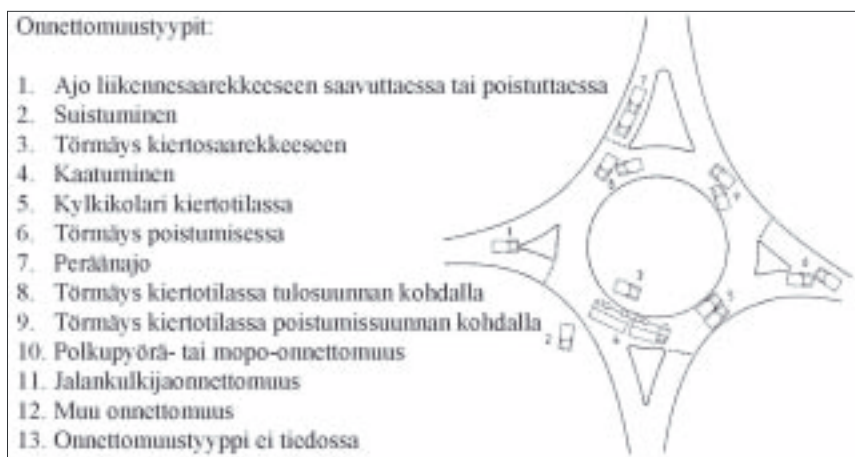 Onnettomuustyypit:
1. Ajo liikennesaarekkeeseen saavuttaessa tai poistuttaessa
2. Suistuminen
3. Törmäys kiertosaarekkeeseen
4. Kaatuminen
5. Kylkikolari kiertotilassa
6. Törmäys poistumisessa
7. Peräänajo
8. Törmäys kiertotilassa tulosuunnan kohdalla
9. Törmäys kiertotilassa poistumissuunnan kohdalla
10. Polkupyörä- tai mopo-onnettomuus
11. Jalankulkijaonnettomuus
12. Muu onnettomuus
13. Onnettomuustyyppi ei tiedossa
7
1
3
5
2